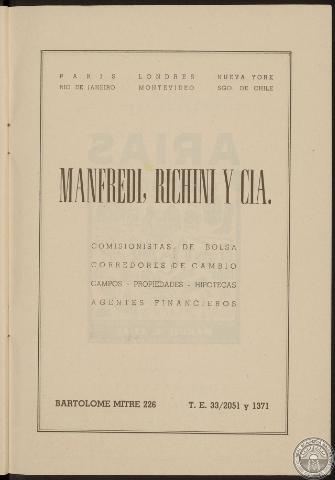 PARIS LONDRES NUEVA YORK
RIO DE JANEIRO MONTEVIDEO SGO. DE CHILE
MANFREDI, RICHINI Y CIA.
COMISIONISTAS DE BOLSA
CORREDORES DE CAMBIO
CAMPOS - PROPIEDADES - HIPOTECAS
AGENTES FINANCIEROS
BARTOLOME MITRE 226 T. E. 33/2051 y 1371